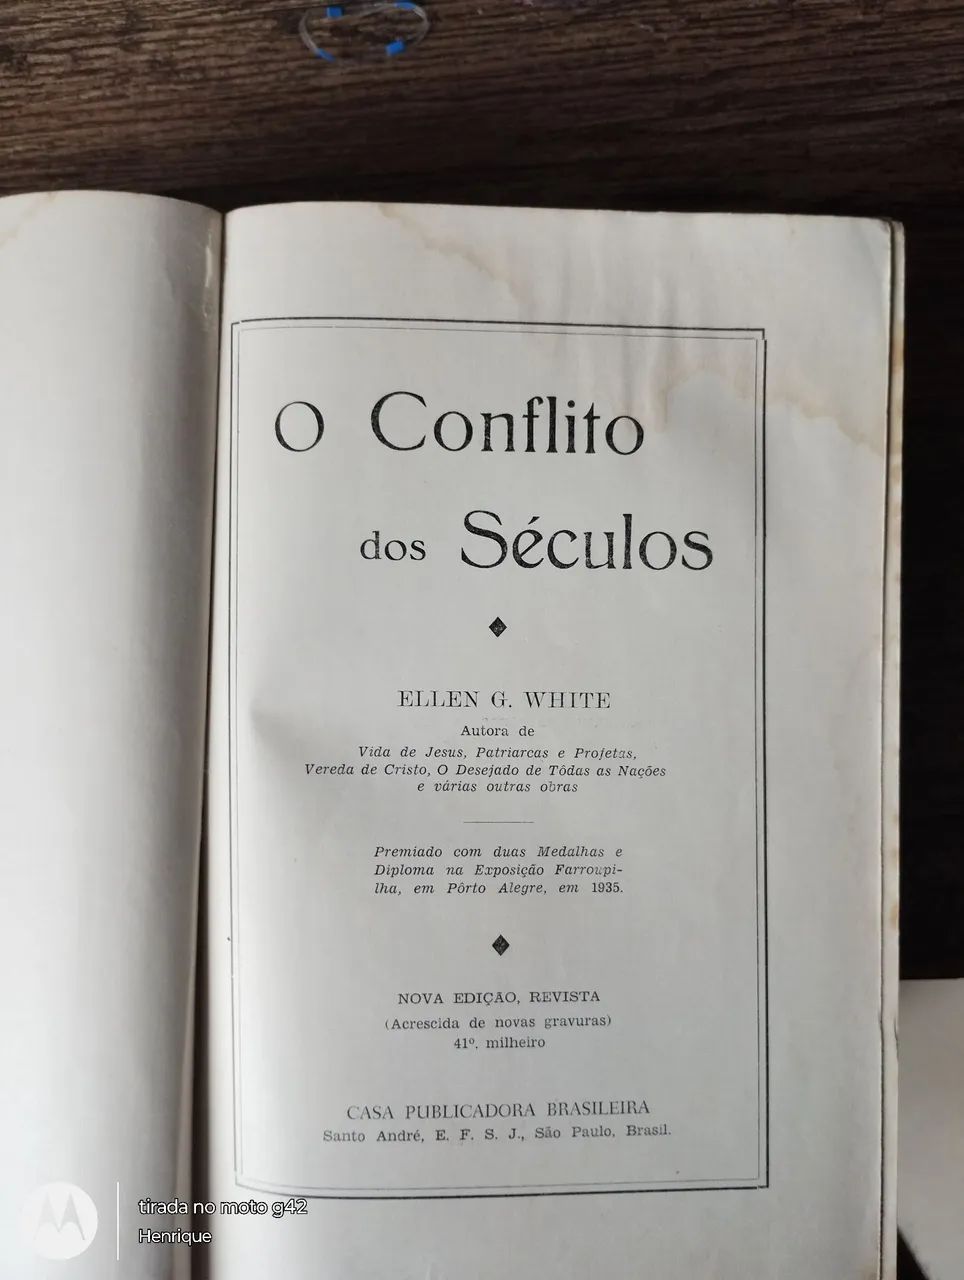 O Conflito
dos Séculos
ELLEN G. WHITE
Autora de
Vida de Jesus, Patriarcas e Profetas,
Vereda de Cristo, O Desejado de Tôdas as Nações
e várias outras obras
Premiado com duas Medalhas e
Diploma na Exposição Farroupi-
lha, em Pôrto Alegre, em 1935.
NOVA EDIÇÃO, REVISTA
(Acrescida de novas gravuras)
41º. milheiro
CASA PUBLICADORA BRASILEIRA
Santo André, E. F. S. J., São Paulo, Brasil.
tirada no moto g42
Henrique